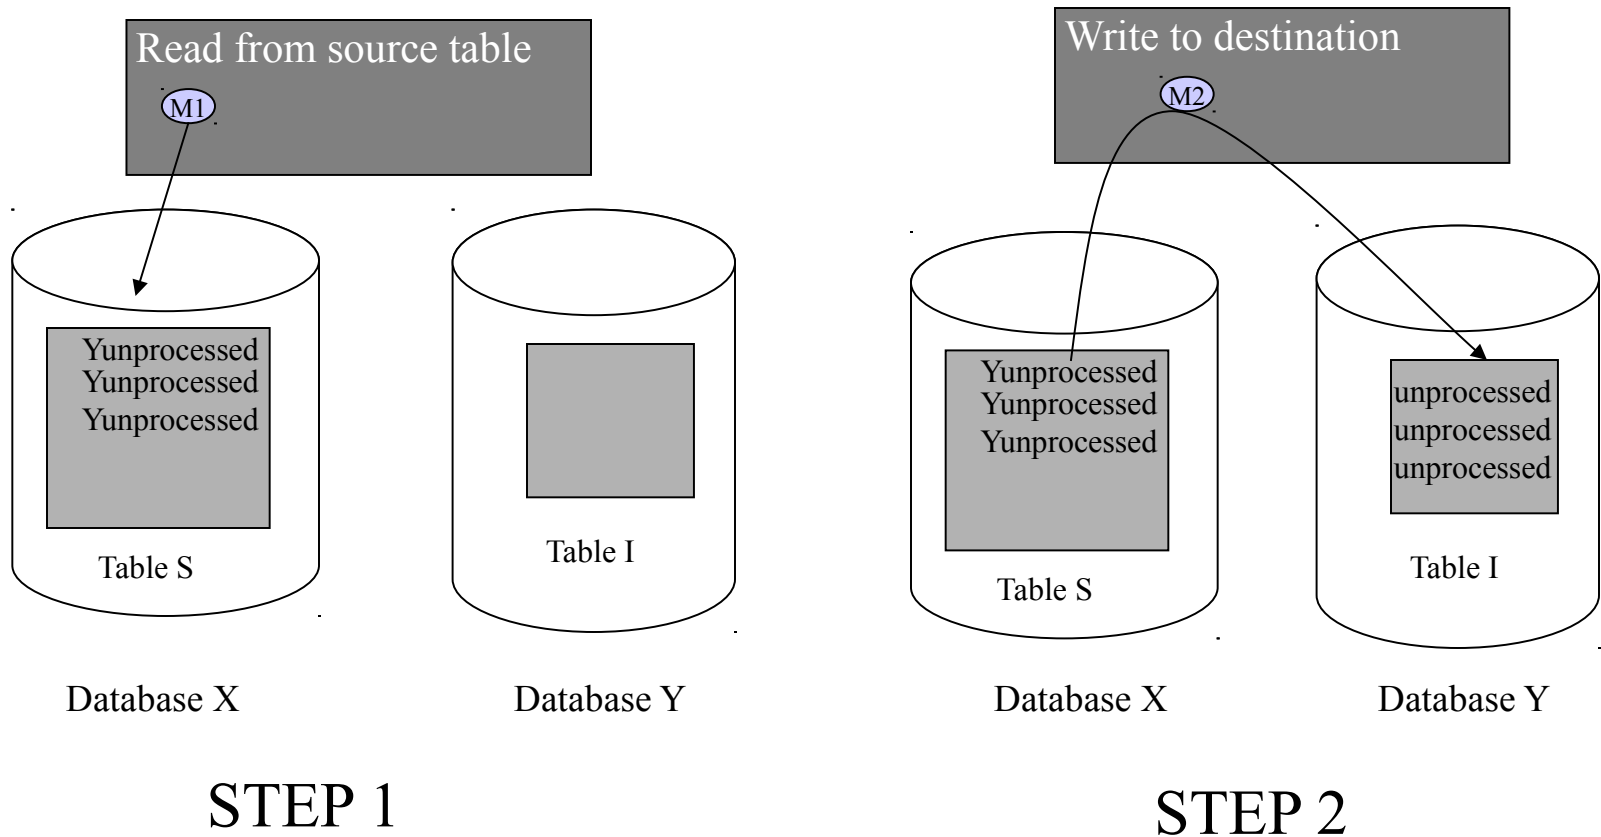 Read from source table
M1
Yunprocessed
Yunprocessed
Yunprocessed
Table S
Table I
Database X
Database Y
STEP 1
Write to destination
M2
Yunprocessed
Yunprocessed
Yunprocessed
unprocessed
unprocessed
unprocessed
Table S
Table I
Database X
Database Y
STEP 2